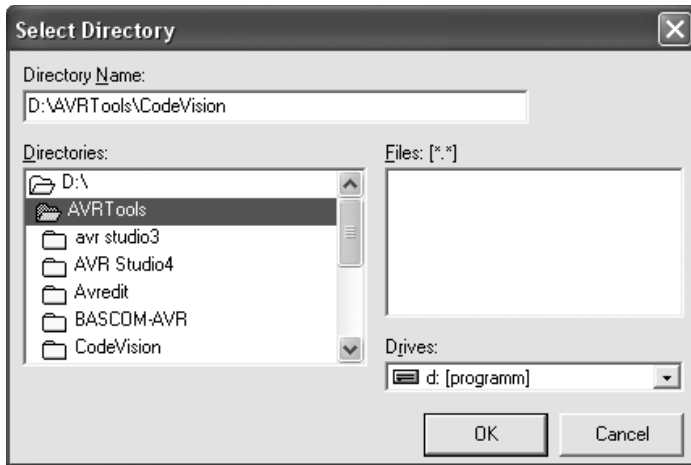 Select Directory
Directory Name:
D:\AVRTools\CodeVision
Directories:
D:\
AVRTools
avr studio3
AVR Studio4
Avredit
BASCOM-AVR
CodeVision
Files: [*.*]
Drives:
d: [programm]
OK
Cancel